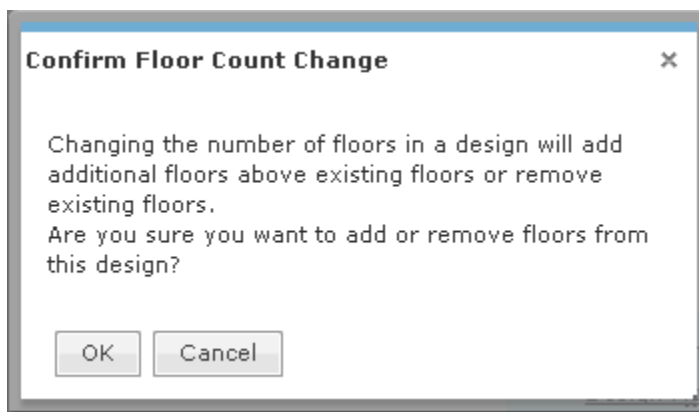 Confirm Floor Count Change
×
Changing the number of floors in a design will add
additional floors above existing floors or remove
existing floors.
Are you sure you want to add or remove floors from
this design?
OK Cancel